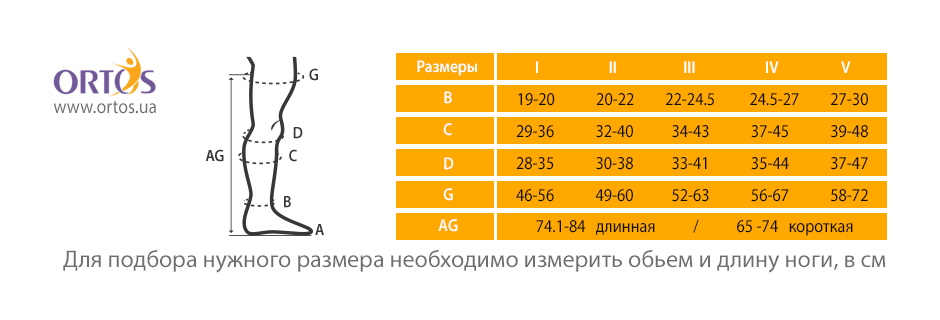 ORTOS
www.ortos.ua
G
D
AG
C
B
A
Размеры I II III IV V
B 19-20 20-22 22-24.5 24.5-27 27-30
C 29-36 32-40 34-43 37-45 39-48
D 28-35 30-38 33-41 35-44 37-47
G 46-56 49-60 52-63 56-67 58-72
AG 74.1-84 длинная / 65 -74 короткая
Для подбора нужного размера необходимо измерить обьем и длину ноги, в см